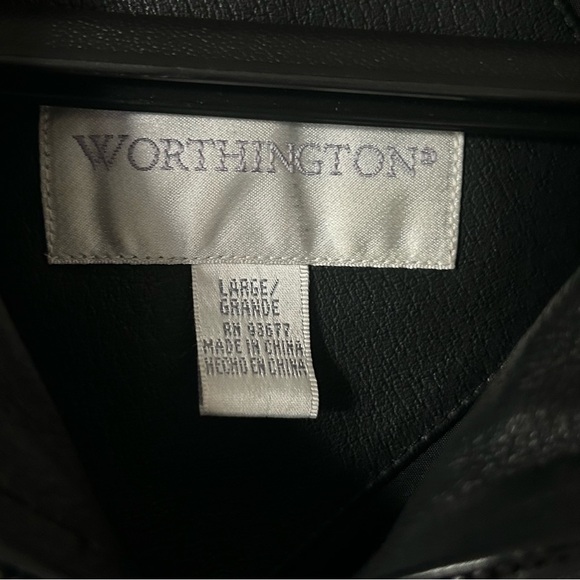 WORTHINGTON®
LARGE/
GRANDE
RN 93677
MADE IN CHINA
HECHO EN CHINA